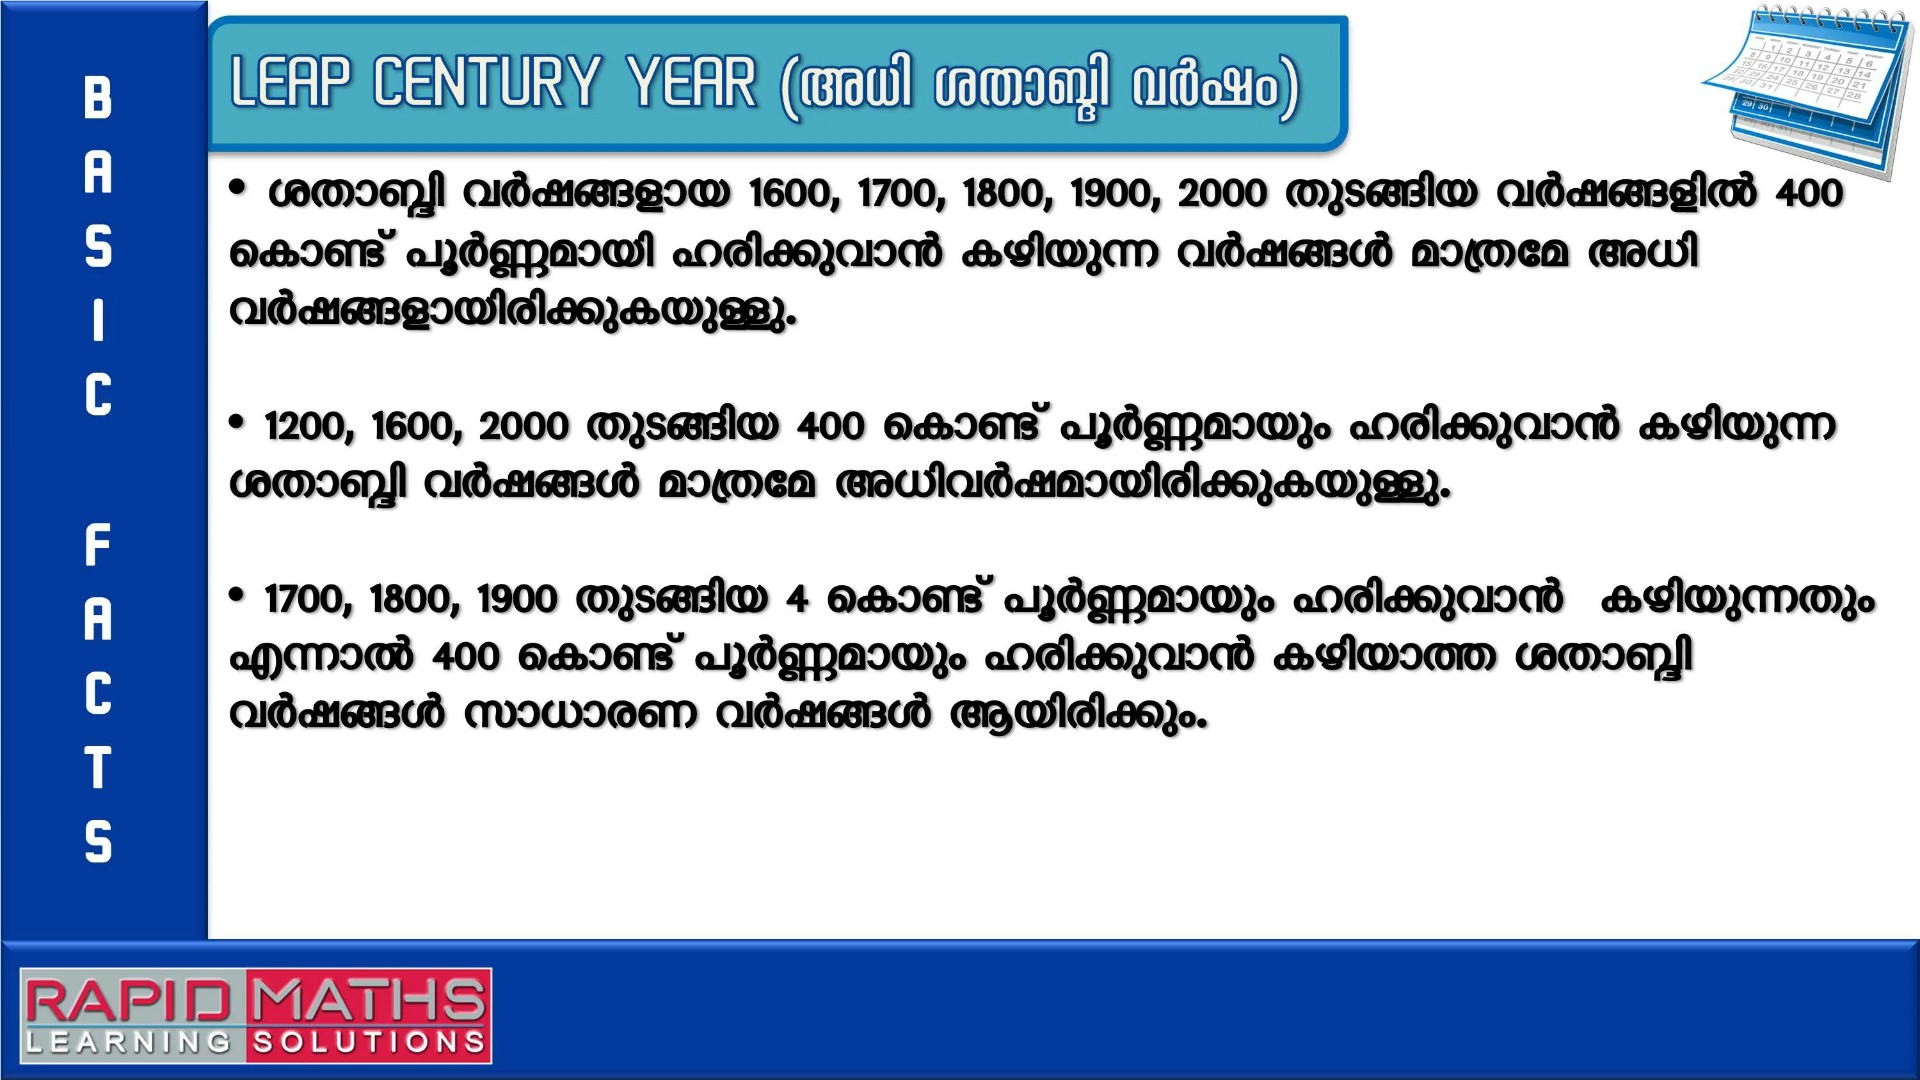 LEAP CENTURY YEAR (അധി ശതാബ്ദി വർഷം)
BASIC FACTS
• ശതാബ്ദി വർഷങ്ങളായ 1600, 1700, 1800, 1900, 2000 തുടങ്ങിയ വർഷങ്ങളിൽ 400
കൊണ്ട് പൂർണ്ണമായി ഹരിക്കുവാൻ കഴിയുന്ന വർഷങ്ങൾ മാത്രമേ അധി
വർഷങ്ങളായിരിക്കുകയുള്ളു.
• 1200, 1600, 2000 തുടങ്ങിയ 400 കൊണ്ട് പൂർണ്ണമായും ഹരിക്കുവാൻ കഴിയുന്ന
ശതാബ്ദി വർഷങ്ങൾ മാത്രമേ അധിവർഷമായിരിക്കുകയുള്ളു.
• 1700, 1800, 1900 തുടങ്ങിയ 4 കൊണ്ട് പൂർണ്ണമായും ഹരിക്കുവാൻ കഴിയുന്നതും
എന്നാൽ 400 കൊണ്ട് പൂർണ്ണമായും ഹരിക്കുവാൻ കഴിയാത്ത ശതാബ്ദി
വർഷങ്ങൾ സാധാരണ വർഷങ്ങൾ ആയിരിക്കും.
RAPID MATHS
LEARNING SOLUTIONS